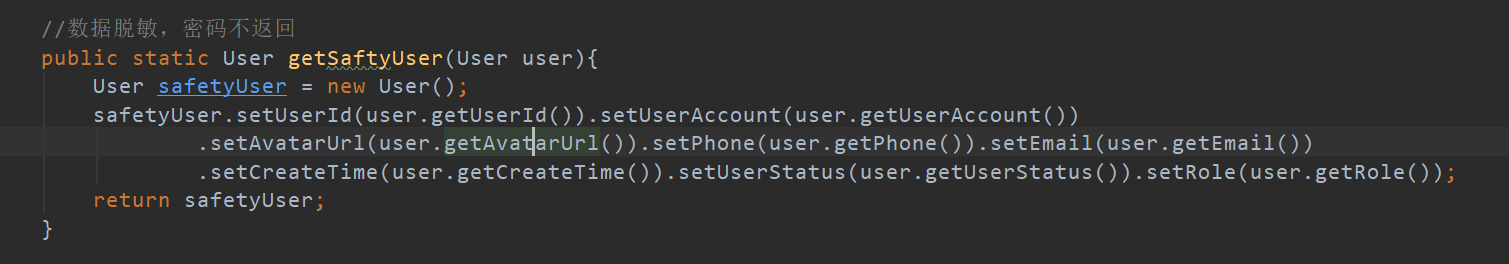 //数据脱敏，密码不返回
public static User getSaftyUser(User user){
User safetyUser = new User();
safetyUser.setUserId(user.getUserId()).setUserAccount(user.getUserAccount())
.setAvatarUrl(user.getAvatarUrl()).setPhone(user.getPhone()).setEmail(user.getEmail())
.setCreateTime(user.getCreateTime()).setUserStatus(user.getUserStatus()).setRole(user.getRole());
return safetyUser;
}